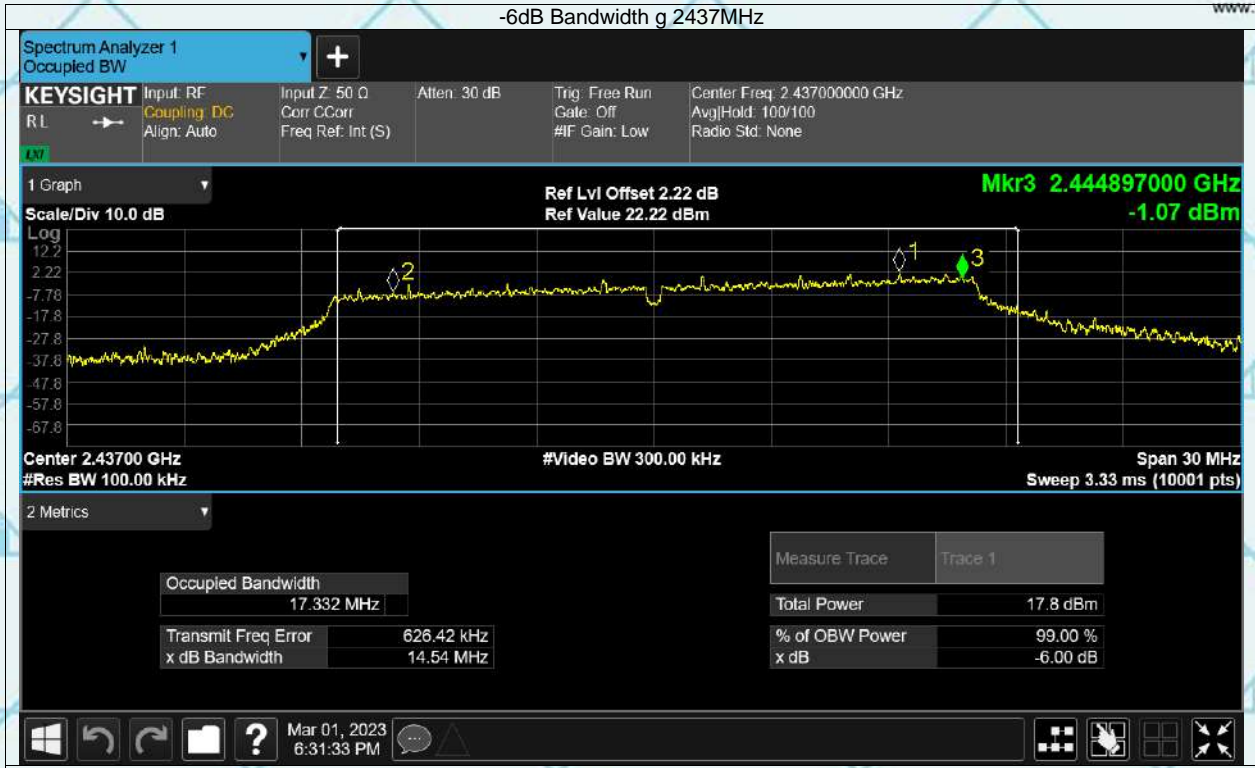 -6dB Bandwidth g 2437MHz
www.
Spectrum Analyzer 1
Occupied BW
+
KEYSIGHT
RL
LXI
Input: RF
Coupling: DC
Align: Auto
Input Z: 50 Ω
Corr CCorr
Freq Ref: Int (S)
Atten: 30 dB
Trig: Free Run
Gate: Off
#IF Gain: Low
Center Freq: 2.437000000 GHz
Avg|Hold: 100/100
Radio Std: None
1 Graph
Scale/Div 10.0 dB
Ref Lvl Offset 2.22 dB
Ref Value 22.22 dBm
Mkr3 2.444897000 GHz
-1.07 dBm
Log
12.2
2.22
-7.78
-17.8
-27.8
-37.8
-47.8
-57.8
-67.8
2
1
3
Center 2.43700 GHz
#Res BW 100.00 kHz
#Video BW 300.00 kHz
Span 30 MHz
Sweep 3.33 ms (10001 pts)
2 Metrics
Occupied Bandwidth
17.332 MHz
Transmit Freq Error 626.42 kHz
x dB Bandwidth 14.54 MHz
Measure Trace Trace 1
Total Power 17.8 dBm
% of OBW Power 99.00 %
x dB -6.00 dB
?
Mar 01, 2023
6:31:33 PM